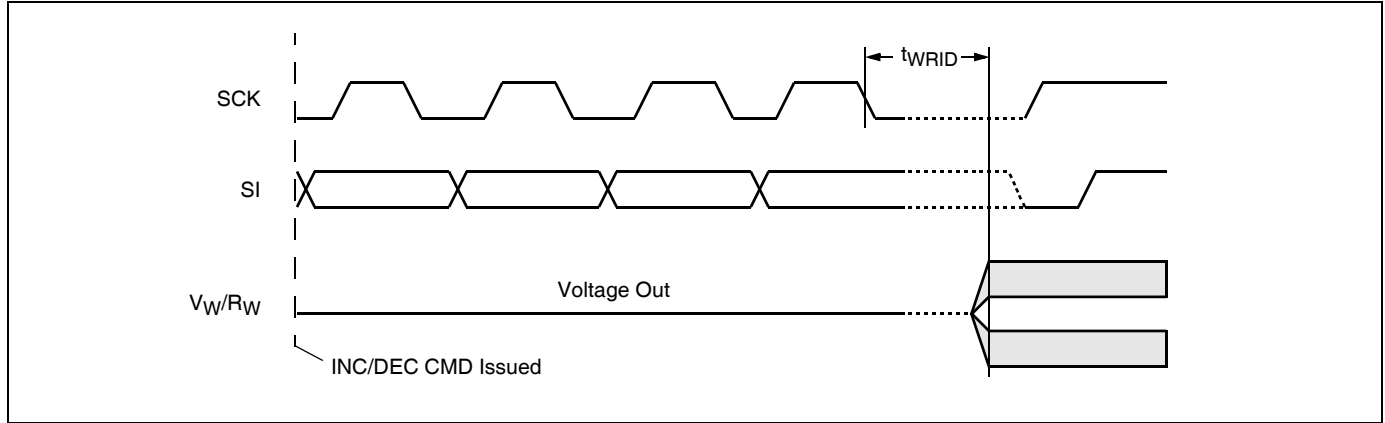 tWRID
SCK
SI
Voltage Out
VW/RW
INC/DEC CMD Issued